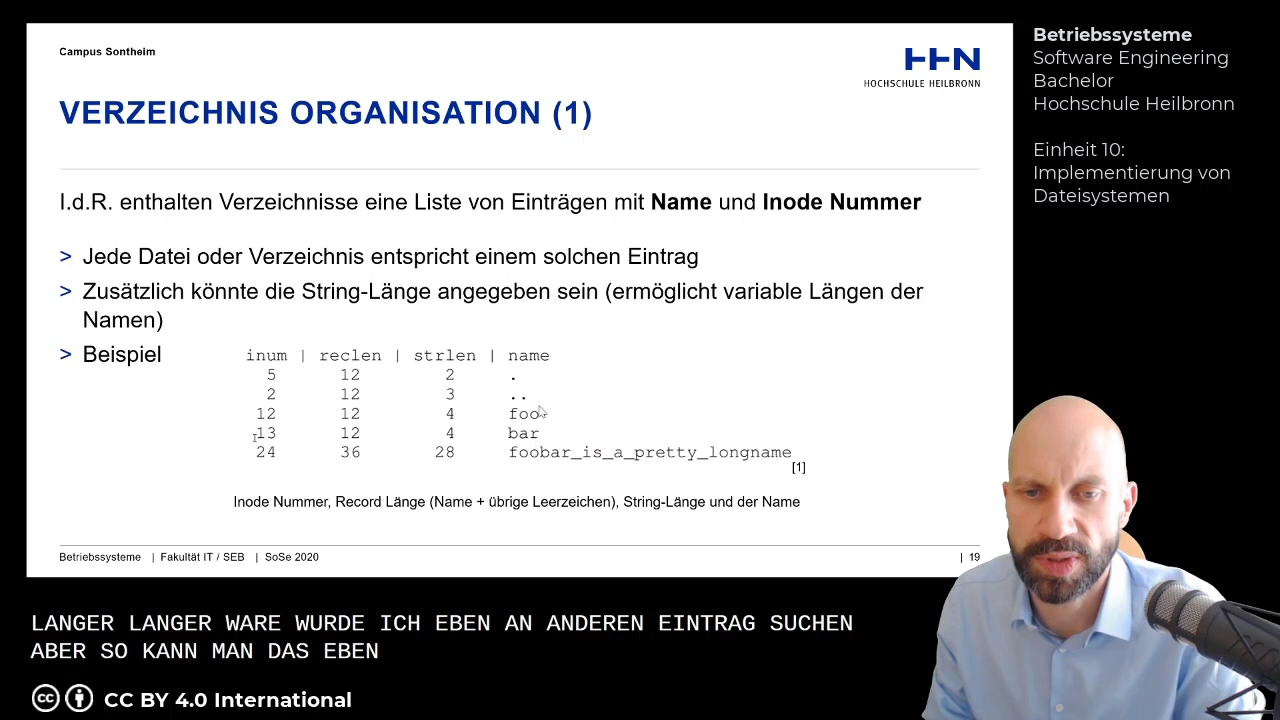 Campus Sontheim
HHN
HOCHSCHULE HEILBRONN
VERZEICHNIS ORGANISATION (1)
I.d.R. enthalten Verzeichnisse eine Liste von Einträgen mit Name und Inode Nummer
> Jede Datei oder Verzeichnis entspricht einem solchen Eintrag
> Zusätzlich könnte die String-Länge angegeben sein (ermöglicht variable Längen der
Namen)
> Beispiel
inum | reclen | strlen | name
5 12 2 .
2 12 3 ..
12 12 4 foo
13 12 4 bar
24 36 28 foobar_is_a_pretty_longname
[1]
Inode Nummer, Record Länge (Name + übrige Leerzeichen), String-Länge und der Name
Betriebssysteme | Fakultät IT / SEB | SoSe 2020 | 19
Betriebssysteme
Software Engineering
Bachelor
Hochschule Heilbronn
Einheit 10:
Implementierung von
Dateisystemen
LANGER LANGER WARE WURDE ICH EBEN AN ANDEREN EINTRAG SUCHEN
ABER SO KANN MAN DAS EBEN
cc CC BY 4.0 International